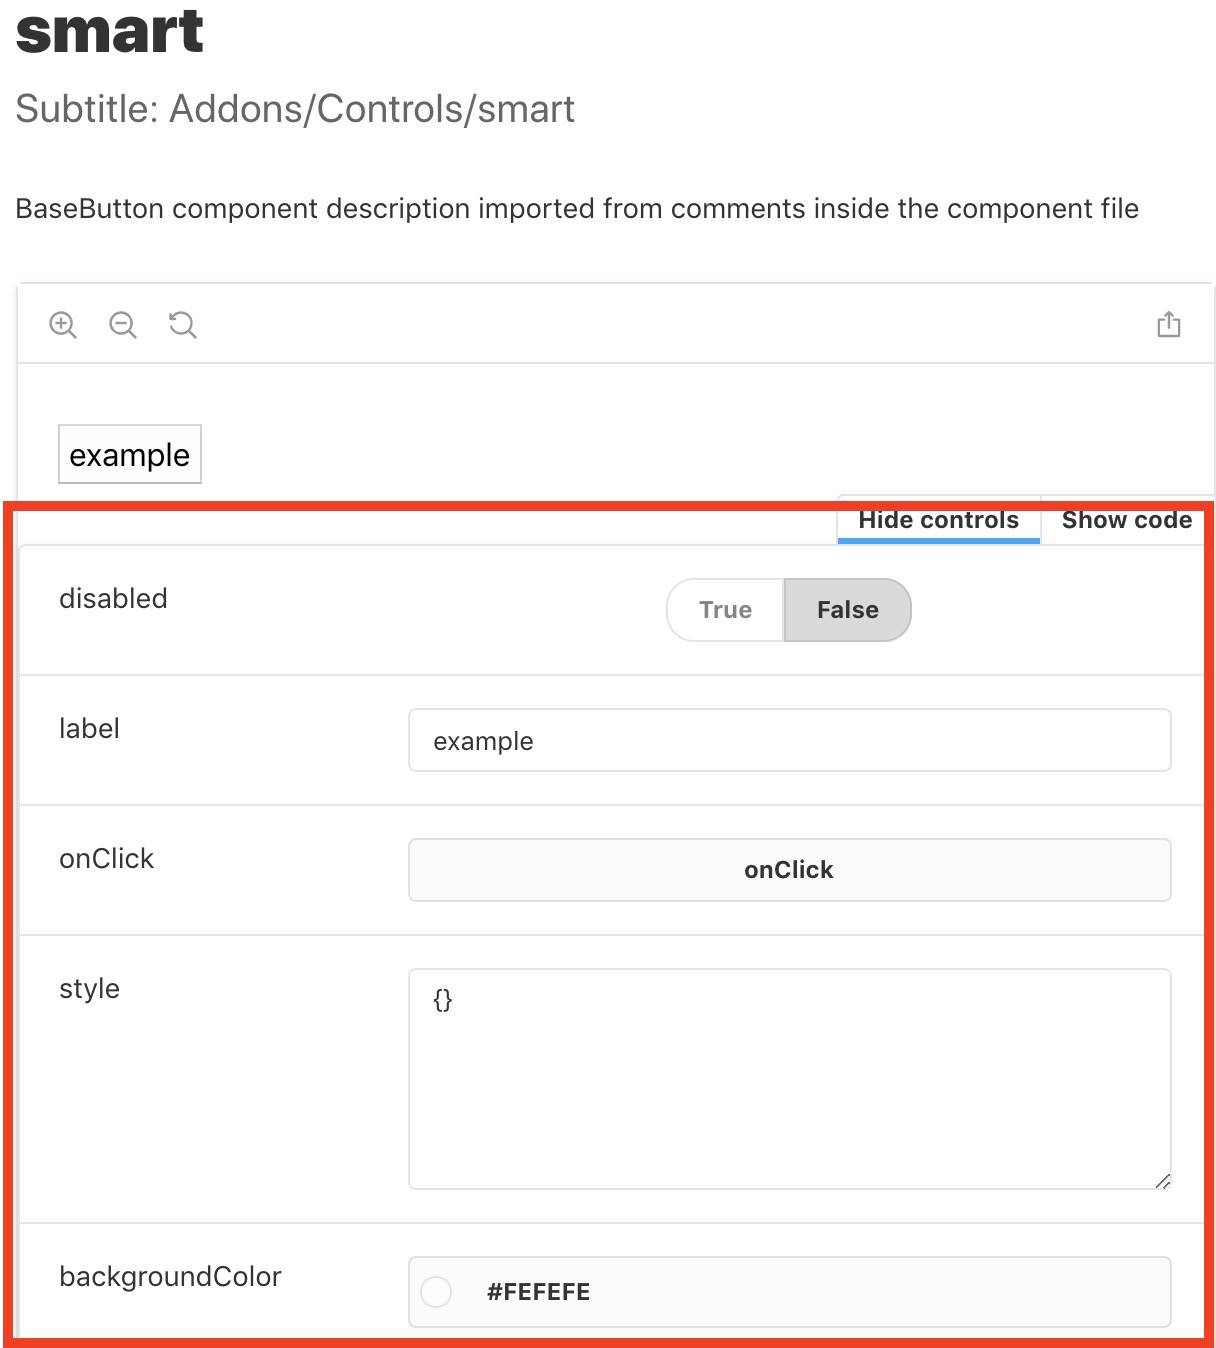 smart
Subtitle: Addons/Controls/smart
BaseButton component description imported from comments inside the component file
example
Hide controls
Show code
disabled
True
False
label
example
onClick
onClick
style
{}
backgroundColor
#FEFEFE